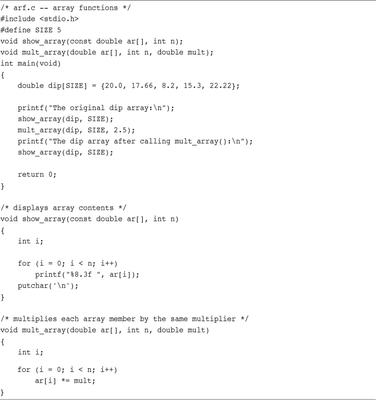 /* arf.c -- array functions */
#include <stdio.h>
#define SIZE 5
void show_array(const double ar[], int n);
void mult_array(double ar[], int n, double mult);
int main(void)
{
    double dip[SIZE] = {20.0, 17.66, 8.2, 15.3, 22.22};

    printf("The original dip array:\n");
    show_array(dip, SIZE);
    mult_array(dip, SIZE, 2.5);
    printf("The dip array after calling mult_array():\n");
    show_array(dip, SIZE);

    return 0;
}

/* displays array contents */
void show_array(const double ar[], int n)
{
    int i;

    for (i = 0; i < n; i++)
        printf("%8.3f ", ar[i]);
    putchar('\n');
}

/* multiplies each array member by the same multiplier */
void mult_array(double ar[], int n, double mult)
{
    int i;

    for (i = 0; i < n; i++)
        ar[i] *= mult;
}